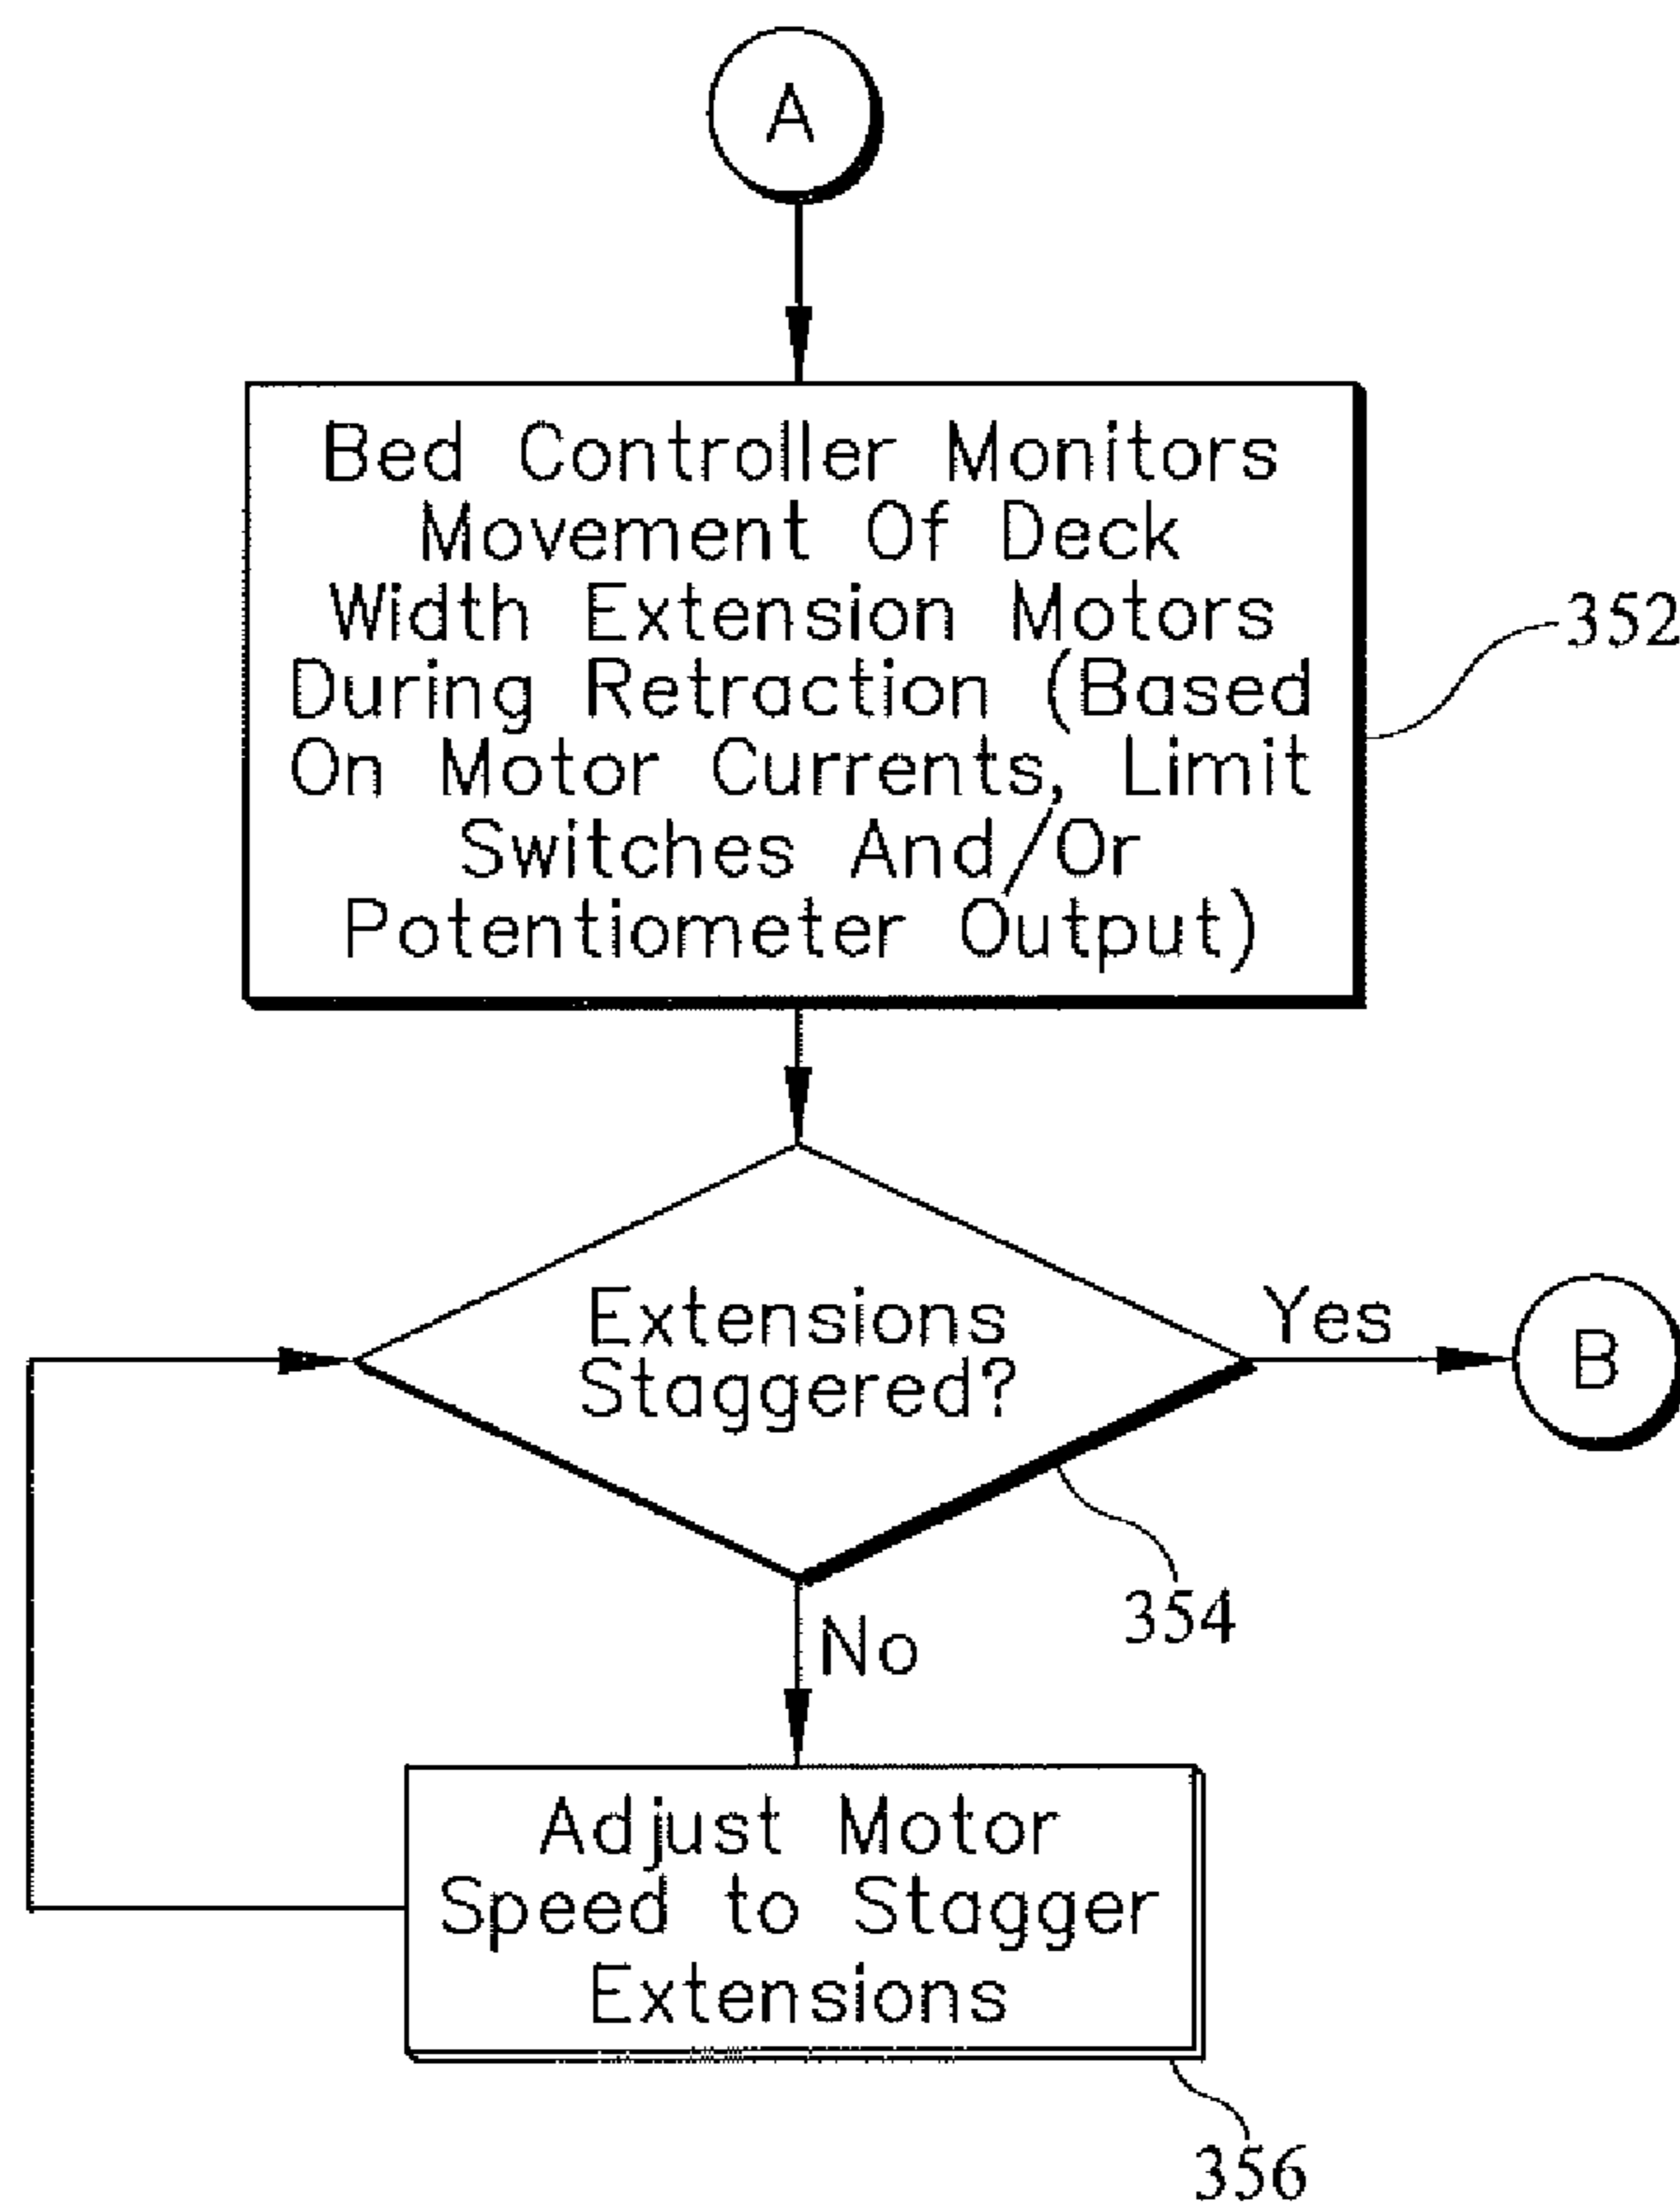 A
Bed Controller Monitors
Movement Of Deck
Width Extension Motors
During Retraction (Based
On Motor Currents, Limit
Switches And/Or
Potentiometer Output)
352
Extensions
Staggered?
Yes
B
354
No
Adjust Motor
Speed to Stagger
Extensions
356